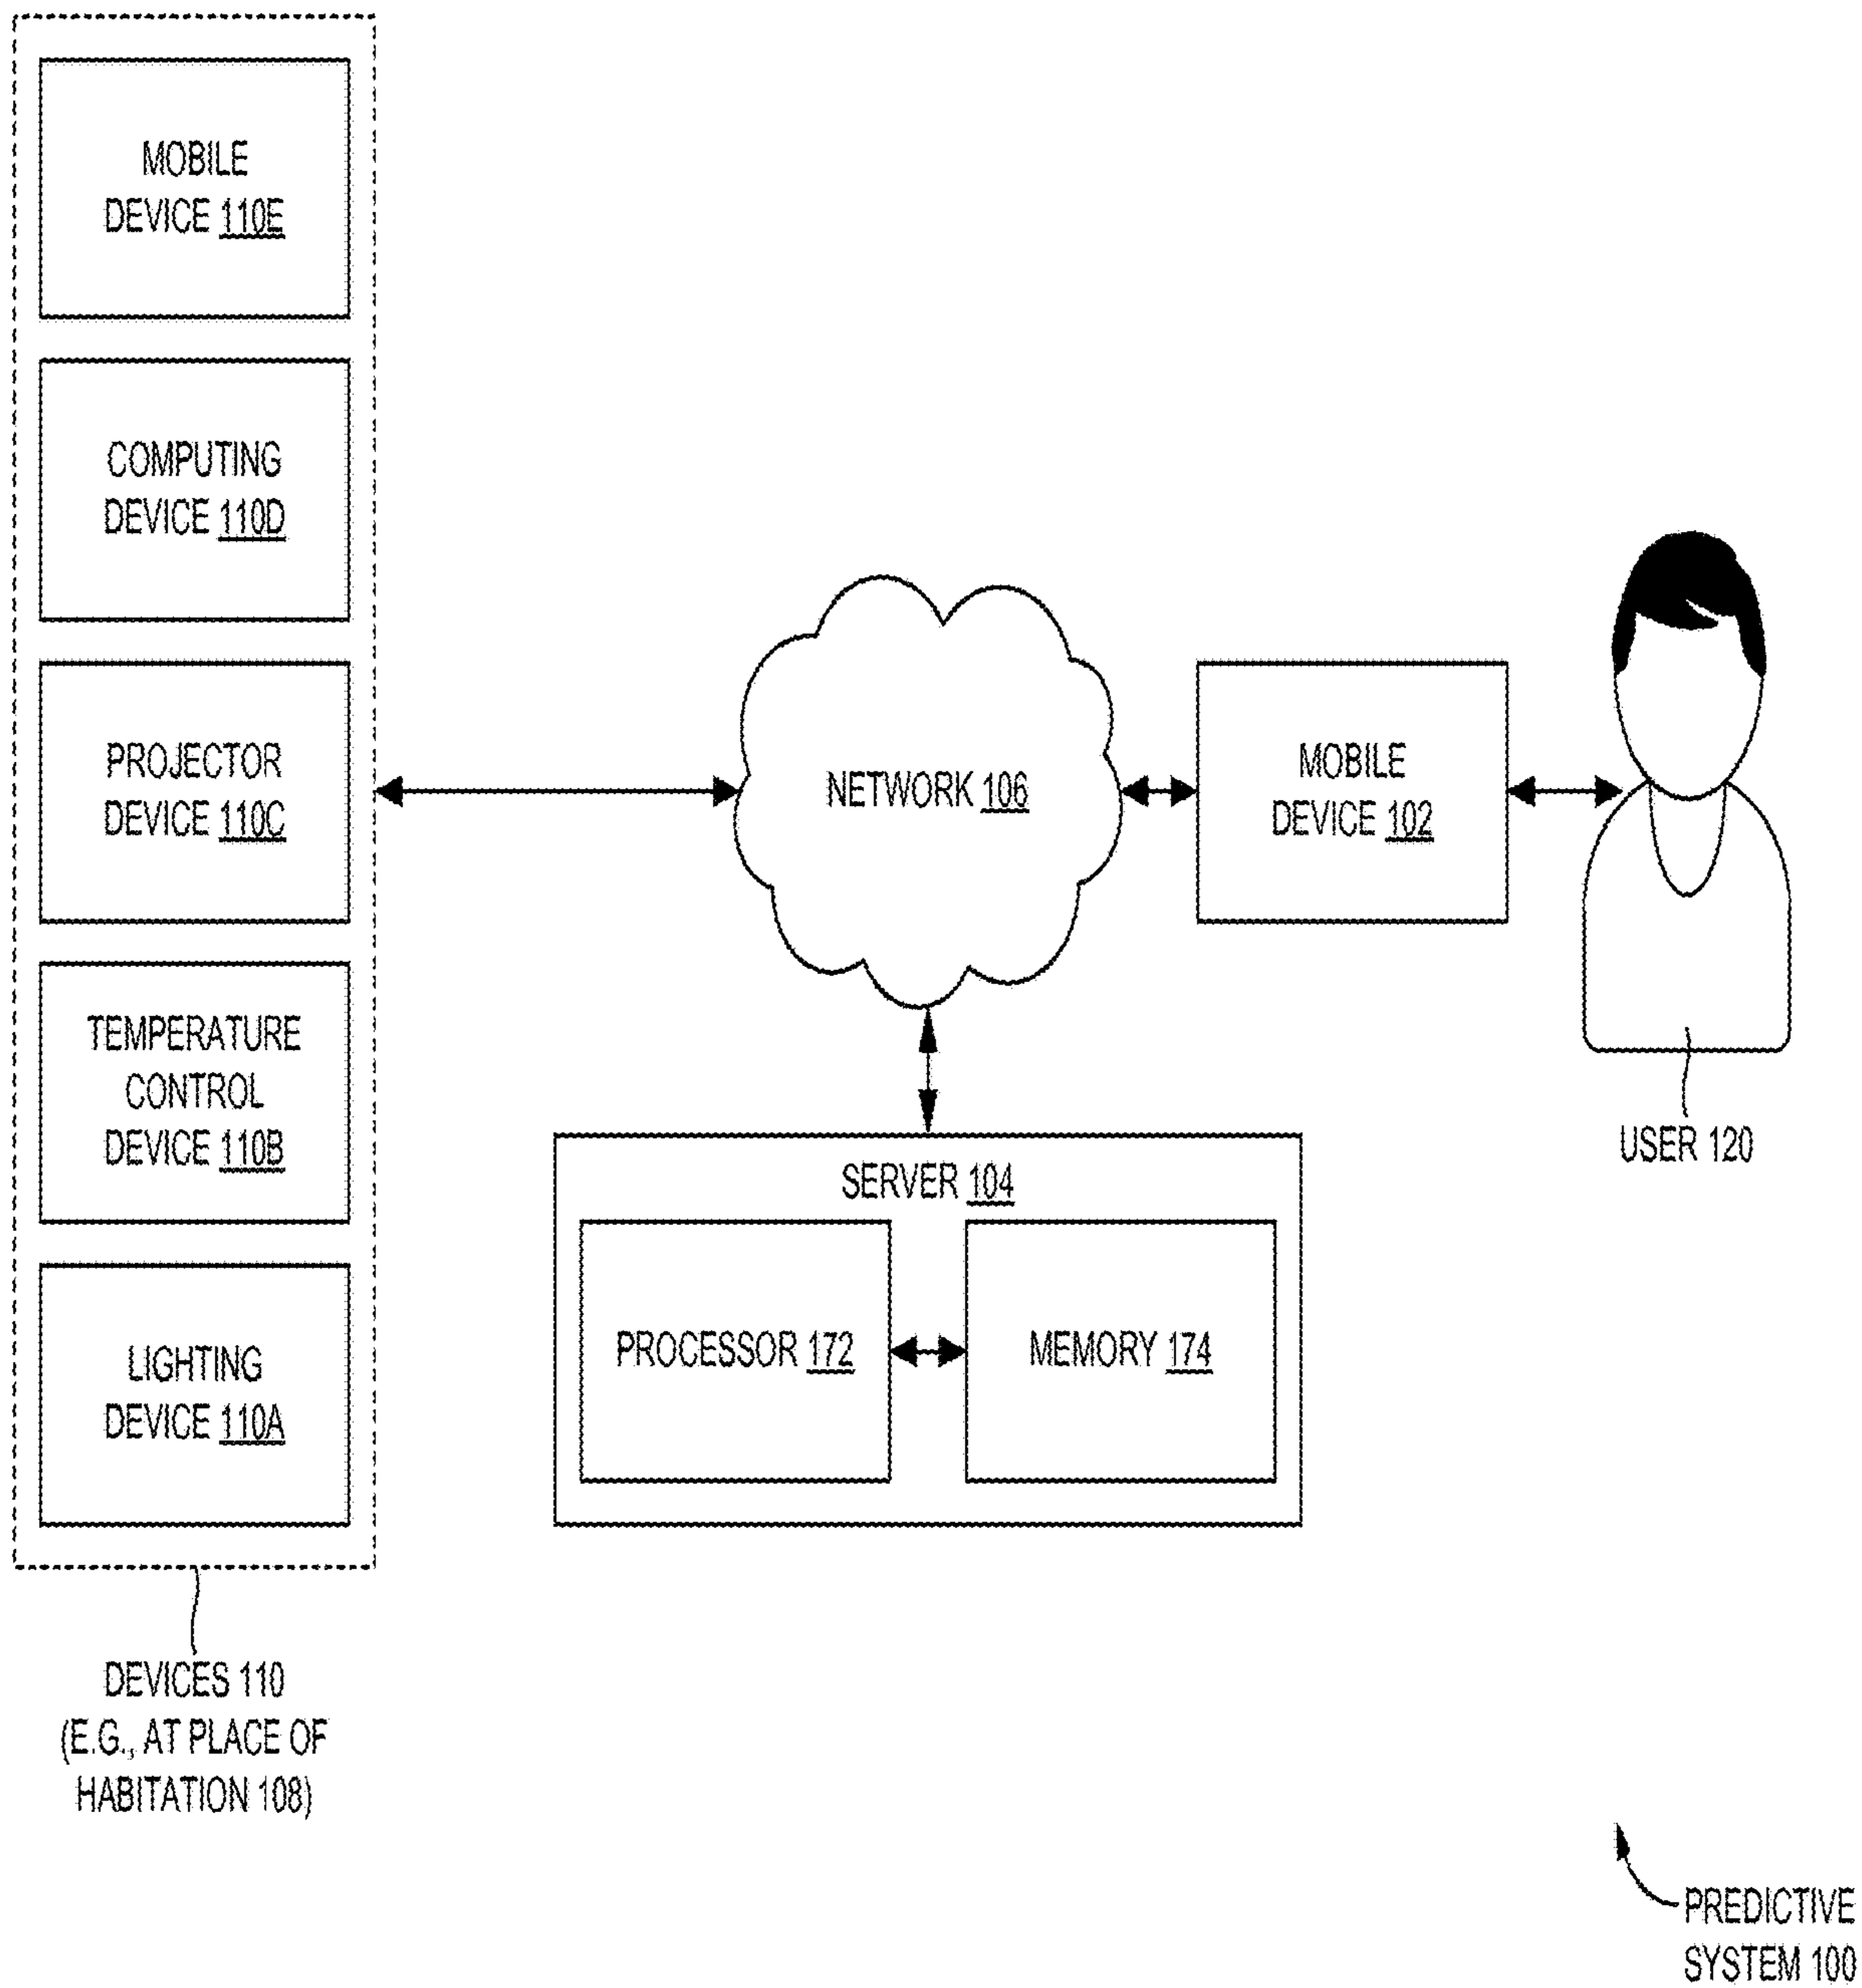 MOBILE
DEVICE 110E
COMPUTING
DEVICE 110D
PROJECTOR
DEVICE 110C
TEMPERATURE
CONTROL
DEVICE 110B
LIGHTING
DEVICE 110A
DEVICES 110
(E.G., AT PLACE OF
HABITATION 108)
NETWORK 106
MOBILE
DEVICE 102
USER 120
SERVER 104
PROCESSOR 172
MEMORY 174
PREDICTIVE
SYSTEM 100